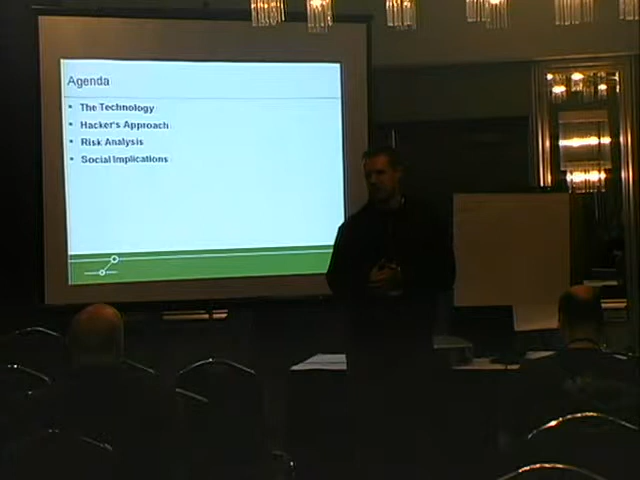 Agenda
The Technology
Hacker's Approach
Risk Analysis
Social Implications